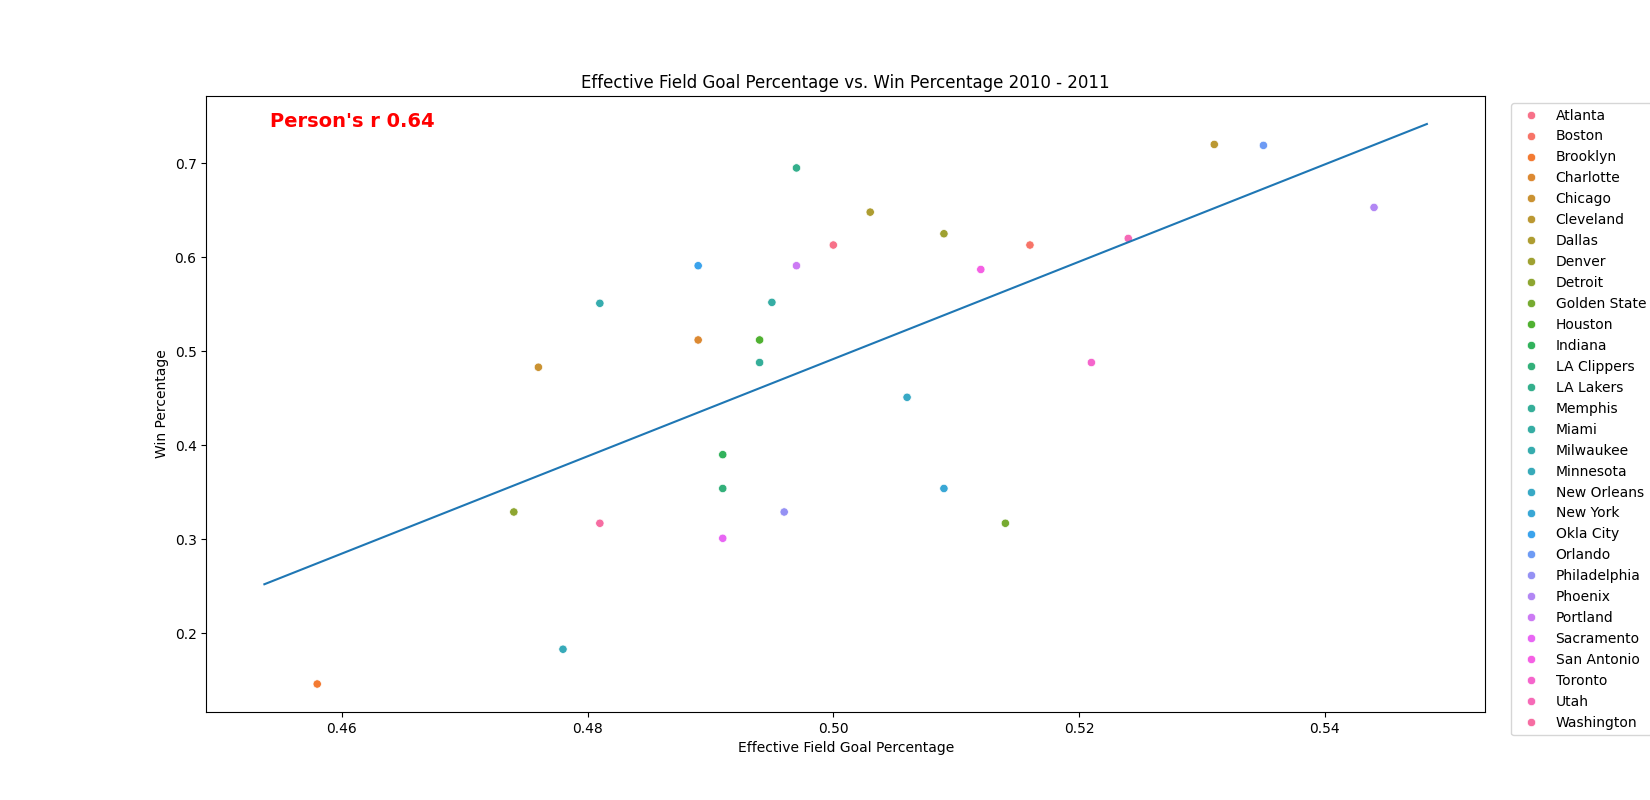 Effective Field Goal Percentage vs. Win Percentage 2010 - 2011
Person's r 0.64
Win Percentage
0.7
0.6
0.5
0.4
0.3
0.2
0.46
0.48
0.50
0.52
0.54
Effective Field Goal Percentage
Atlanta
Boston
Brooklyn
Charlotte
Chicago
Cleveland
Dallas
Denver
Detroit
Golden State
Houston
Indiana
LA Clippers
LA Lakers
Memphis
Miami
Milwaukee
Minnesota
New Orleans
New York
Okla City
Orlando
Philadelphia
Phoenix
Portland
Sacramento
San Antonio
Toronto
Utah
Washington